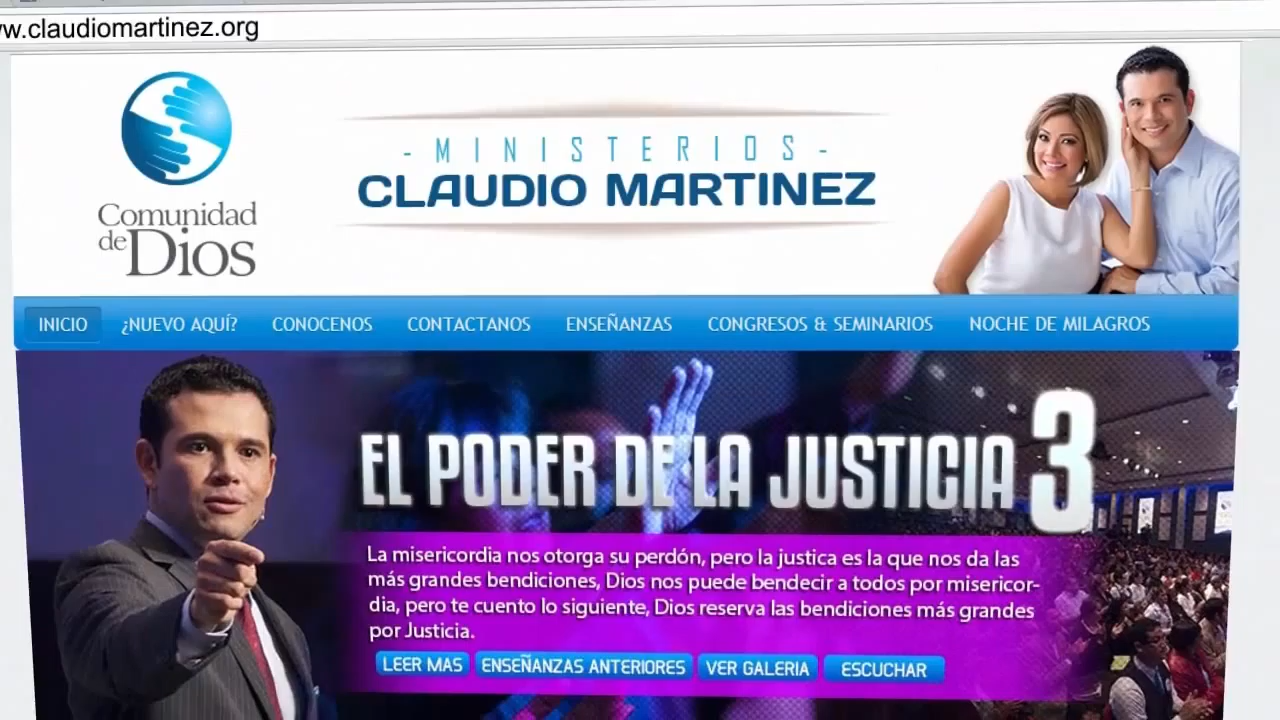 w.claudiomartinez.org
Comunidad
de Dios
- MINISTERIOS -
CLAUDIO MARTINEZ
INICIO ¿NUEVO AQUÍ? CONOCENOS CONTACTANOS ENSEÑANZAS CONGRESOS & SEMINARIOS NOCHE DE MILAGROS
EL PODER DE LA JUSTICIA 3
La misericordia nos otorga su perdón, pero la justica es la que nos da las
más grandes bendiciones, Dios nos puede bendecir a todos por misericor-
dia, pero te cuento lo siguiente, Dios reserva las bendiciones más grandes
por Justicia.
LEER MAS ENSEÑANZAS ANTERIORES VER GALERIA ESCUCHAR